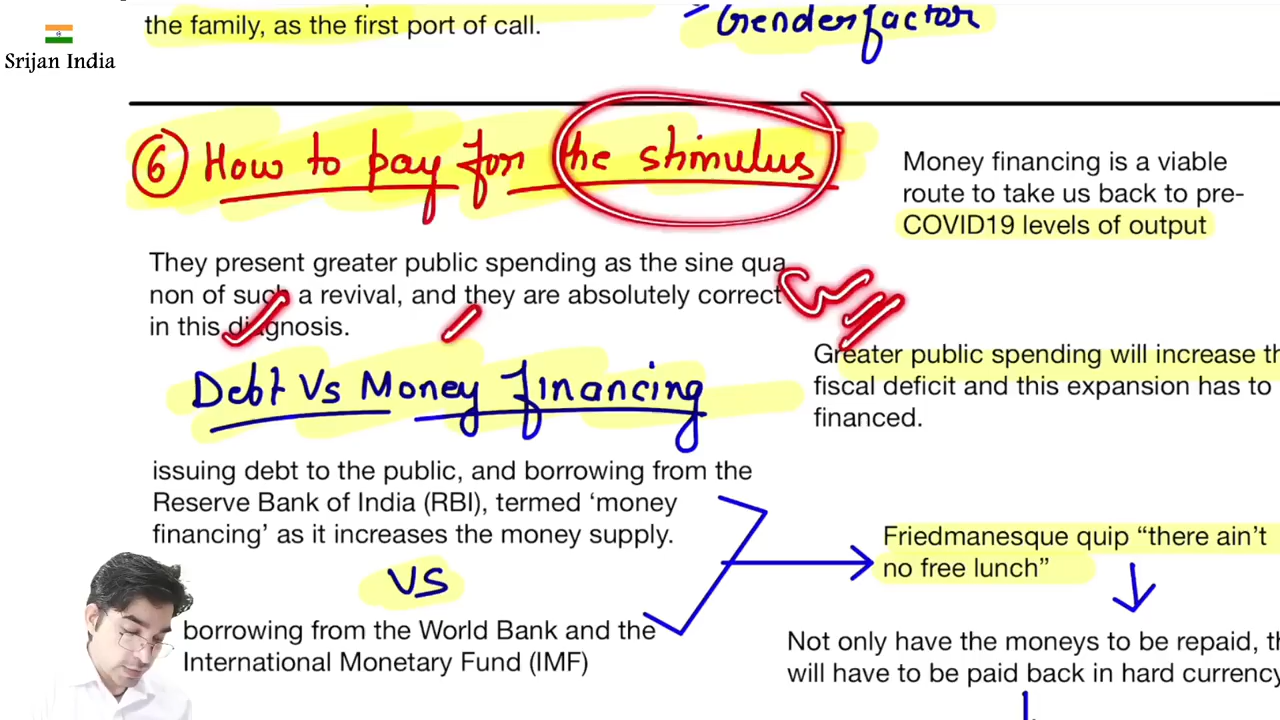 the family, as the first port of call.
Genderfactor
Srijan India
6 How to pay for the stimulus
Money financing is a viable
route to take us back to pre-
COVID19 levels of output
They present greater public spending as the sine qua
non of such a revival, and they are absolutely correct
in this diagnosis.
Greater public spending will increase th
fiscal deficit and this expansion has to
financed.
Debt Vs Money financing
issuing debt to the public, and borrowing from the
Reserve Bank of India (RBI), termed ‘money
financing’ as it increases the money supply.
vs
borrowing from the World Bank and the
International Monetary Fund (IMF)
Friedmanesque quip “there ain’t
no free lunch”
Not only have the moneys to be repaid, th
will have to be paid back in hard currency